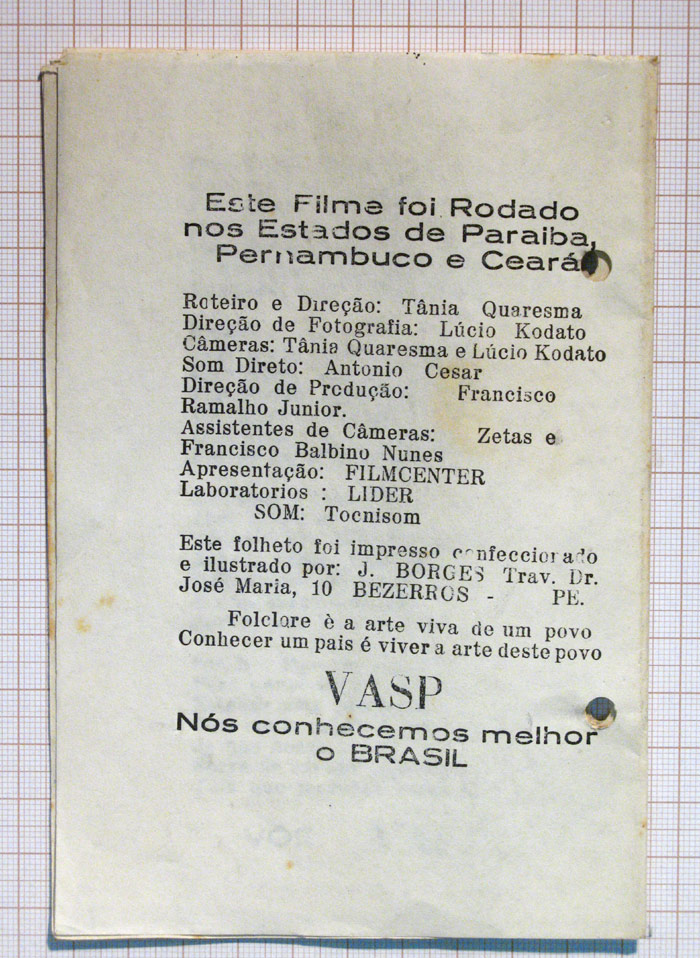 Este Filme foi Rodado
nos Estados de Paraiba,
Pernambuco e Ceará
Roteiro e Direção: Tânia Quaresma
Direção de Fotografia: Lúcio Kodato
Câmeras: Tânia Quaresma e Lúcio Kodato
Som Direto: Antonio Cesar
Direção de Produção: Francisco
Ramalho Junior.
Assistentes de Câmeras: Zetas e
Francisco Balbino Nunes
Apresentação: FILMCENTER
Laboratorios : LIDER
SOM: Tocnisom
Este folheto foi impresso confeccionado
e ilustrado por: J. BORGES Trav. Dr.
José Maria, 10 BEZERROS - PE.
Folclore è a arte viva de um povo
Conhecer um pais é viver a arte deste povo
VASP
Nós conhecemos melhor
o BRASIL